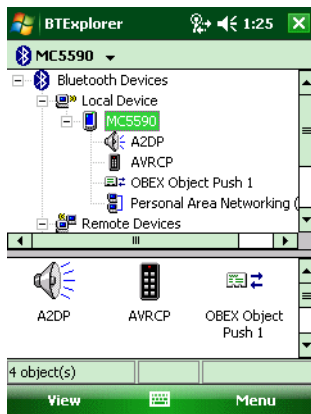 BTExplorer 1:25
MC5590
Bluetooth Devices
Local Device
MC5590
A2DP
AVRCP
OBEX Object Push 1
Personal Area Networking (
Remote Devices
A2DP AVRCP OBEX Object
Push 1
4 object(s)
View Menu